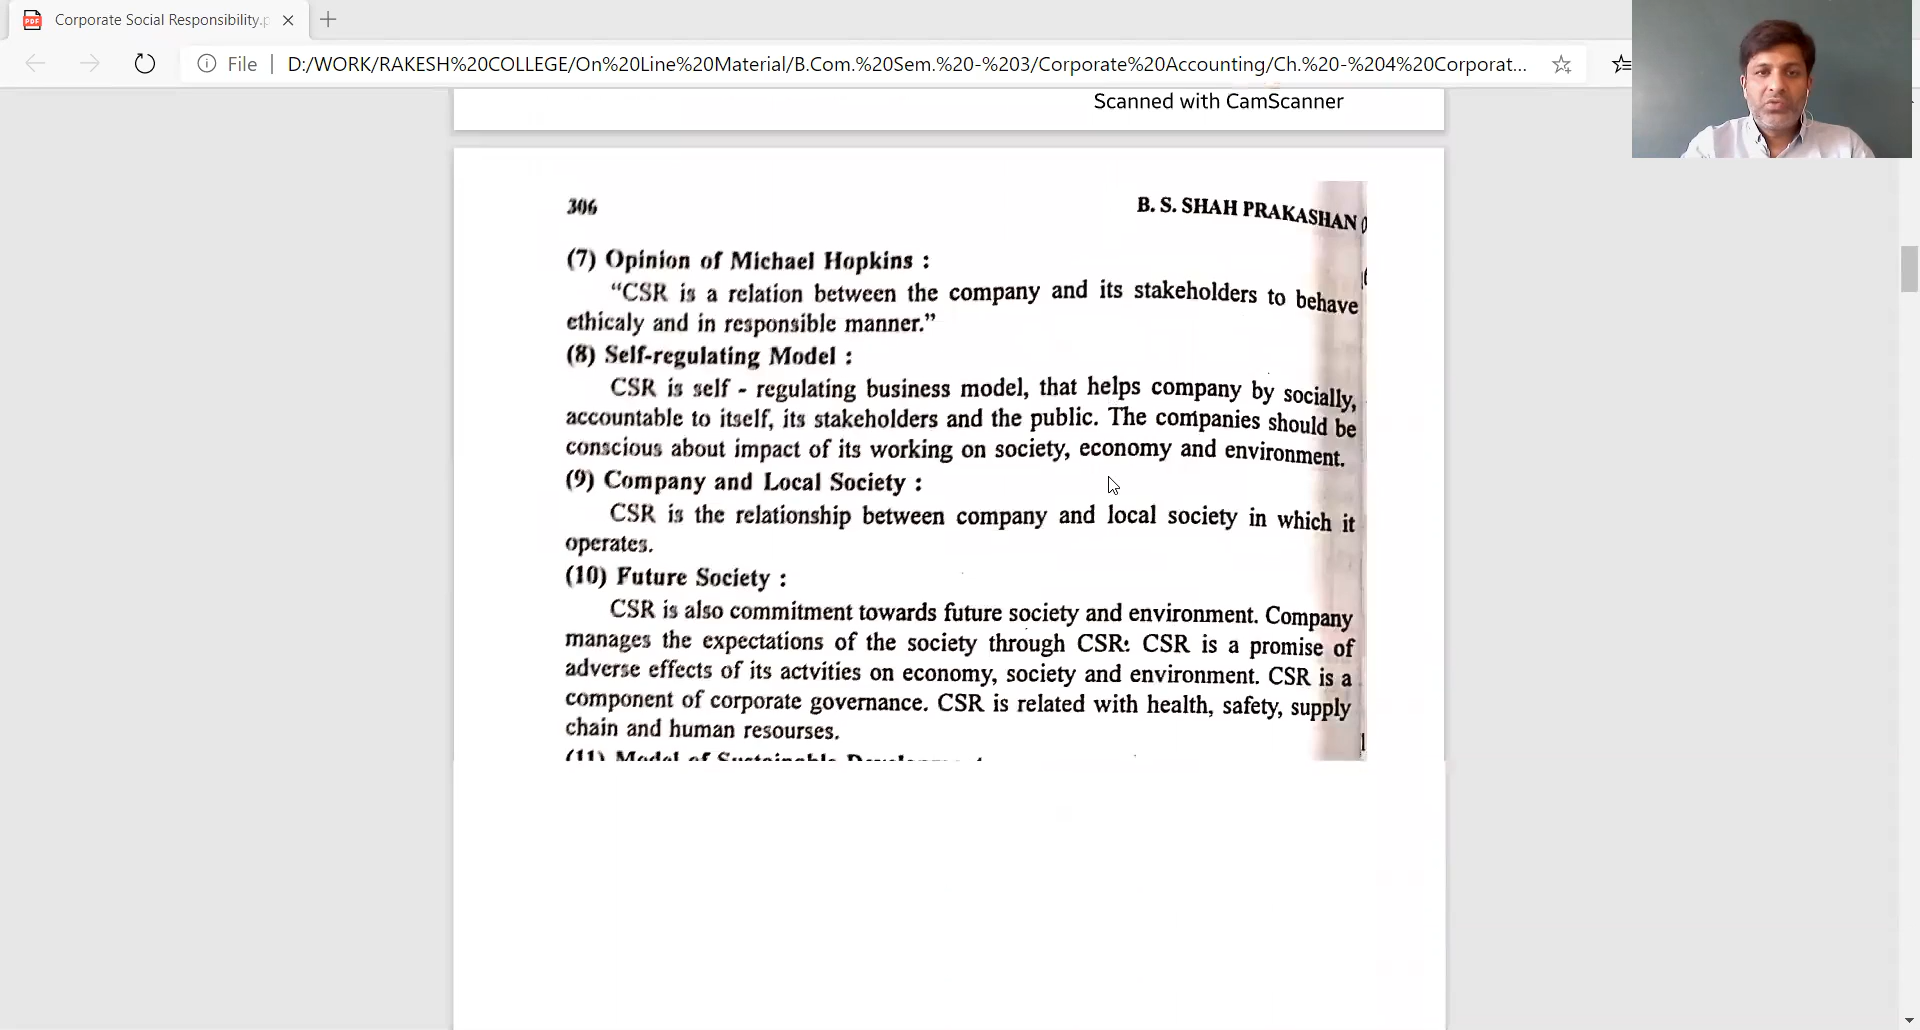 Corporate Social Responsibility.p
File
D:/WORK/RAKESH%20COLLEGE/On%20Line%20Material/B.Com.%20Sem.%20-%203/Corporate%20Accounting/Ch.%20-%204%20Corporat...
Scanned with CamScanner
306
B. S. SHAH PRAKASHAN
(7) Opinion of Michael Hopkins :
“CSR is a relation between the company and its stakeholders to behave
ethicaly and in responsible manner.”
(8) Self-regulating Model :
CSR is self - regulating business model, that helps company by socially,
accountable to itself, its stakeholders and the public. The companies should be
conscious about impact of its working on society, economy and environment.
(9) Company and Local Society :
CSR is the relationship between company and local society in which it
operates.
(10) Future Society :
CSR is also commitment towards future society and environment. Company
manages the expectations of the society through CSR: CSR is a promise of
adverse effects of its actvities on economy, society and environment. CSR is a
component of corporate governance. CSR is related with health, safety, supply
chain and human resourses.
(11) Model of Sustainable Development